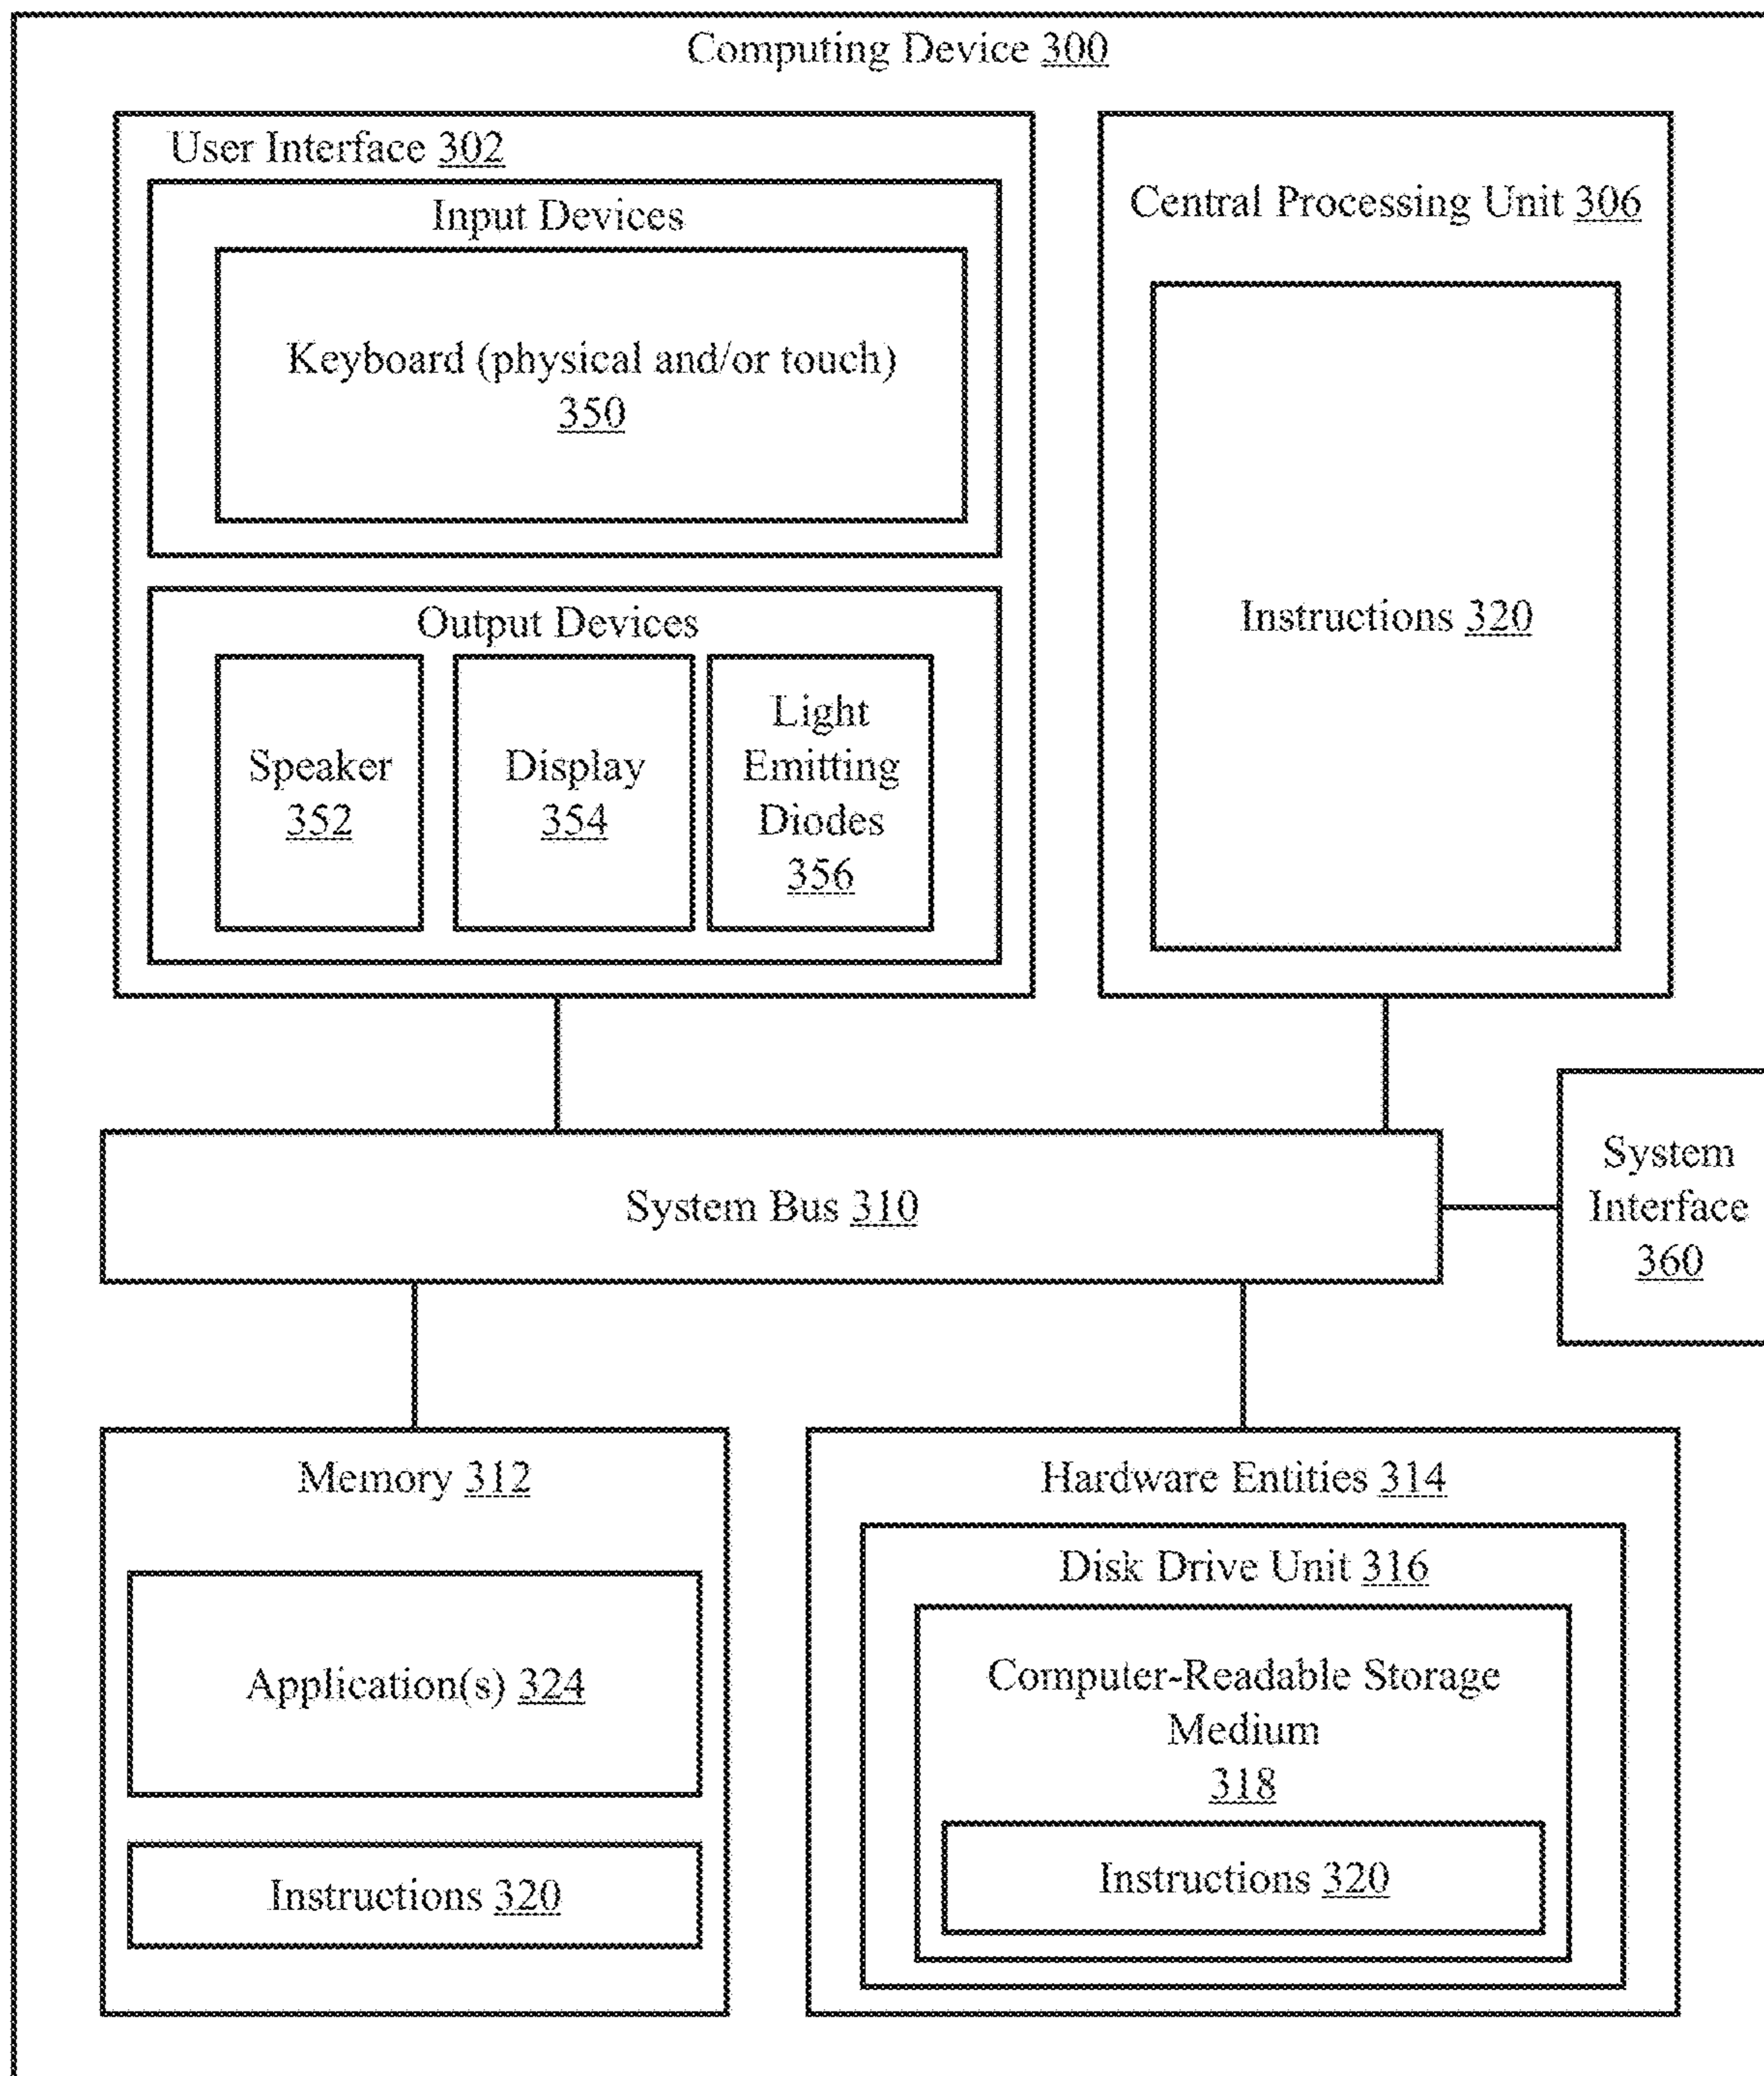 Computing Device 300
User Interface 302
Input Devices
Keyboard (physical and/or touch)
350
Output Devices
Speaker
352
Display
354
Light
Emitting
Diodes
356
Central Processing Unit 306
Instructions 320
System Bus 310
System
Interface
360
Memory 312
Application(s) 324
Instructions 320
Hardware Entities 314
Disk Drive Unit 316
Computer-Readable Storage
Medium
318
Instructions 320